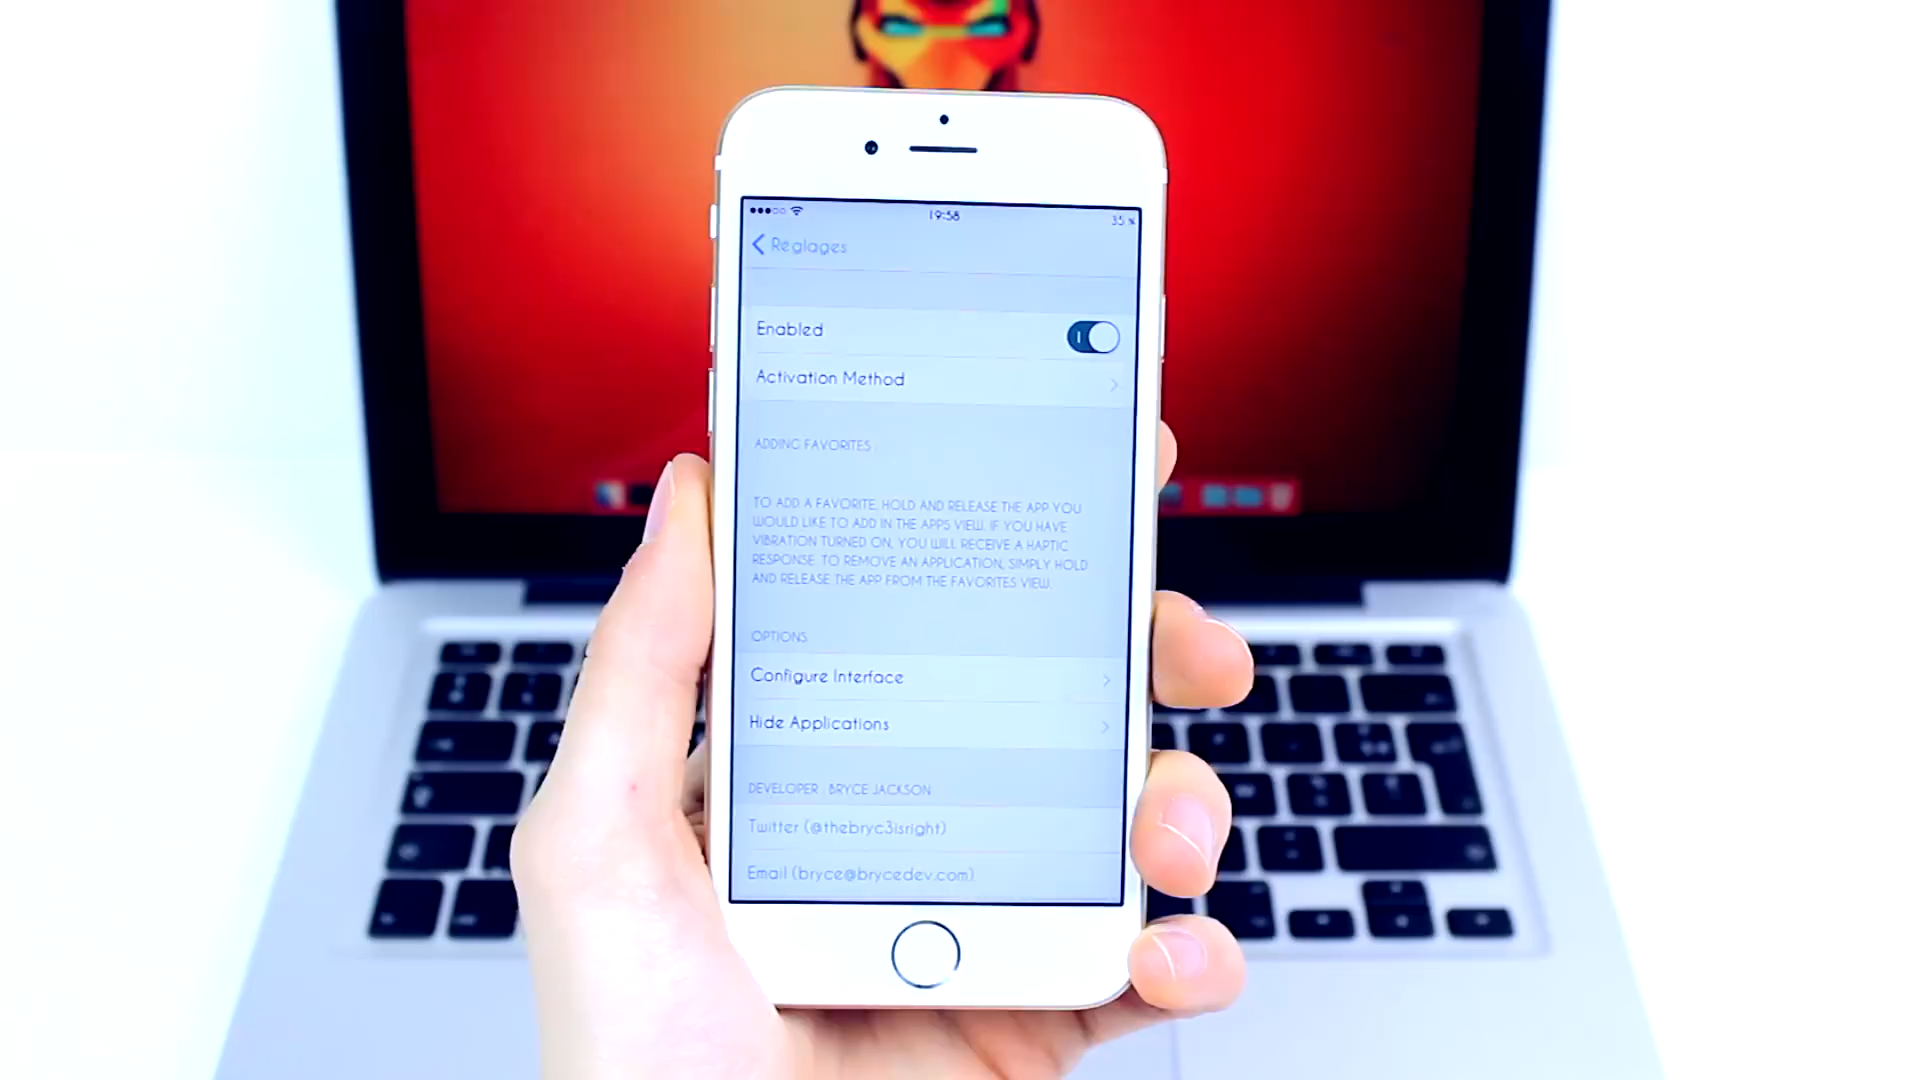 19:58
35 %
Réglages
Enabled
Activation Method
ADDING FAVORITES :
TO ADD A FAVORITE, HOLD AND RELEASE THE APP YOU
WOULD LIKE TO ADD IN THE APPS VIEW. IF YOU HAVE
VIBRATION TURNED ON, YOU WILL RECEIVE A HAPTIC
RESPONSE. TO REMOVE AN APPLICATION, SIMPLY HOLD
AND RELEASE THE APP FROM THE FAVORITES VIEW.
OPTIONS
Configure Interface
Hide Applications
DEVELOPER : BRYCE JACKSON
Twitter (@thebryc3isright)
Email (bryce@brycedev.com)